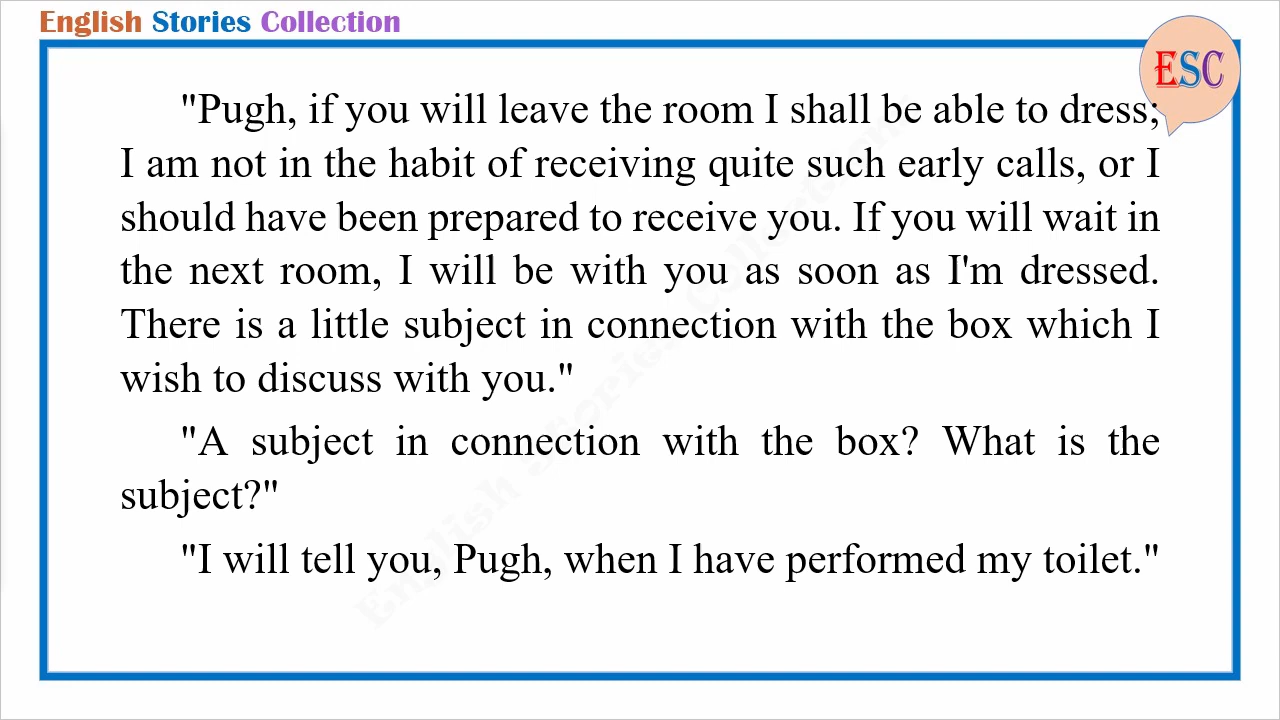 English Stories Collection
ESC
"Pugh, if you will leave the room I shall be able to dress;
I am not in the habit of receiving quite such early calls, or I
should have been prepared to receive you. If you will wait in
the next room, I will be with you as soon as I'm dressed.
There is a little subject in connection with the box which I
wish to discuss with you."
"A subject in connection with the box? What is the
subject?"
"I will tell you, Pugh, when I have performed my toilet."
English Stories Collection